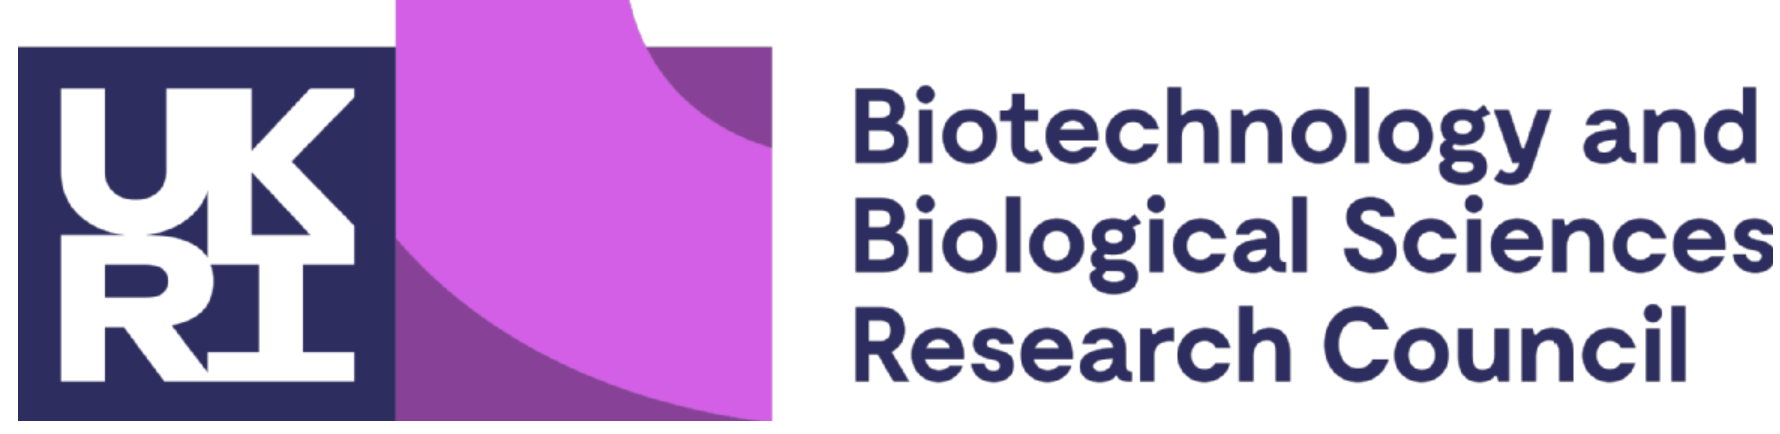 UK
RI
Biotechnology and
Biological Sciences
Research Council